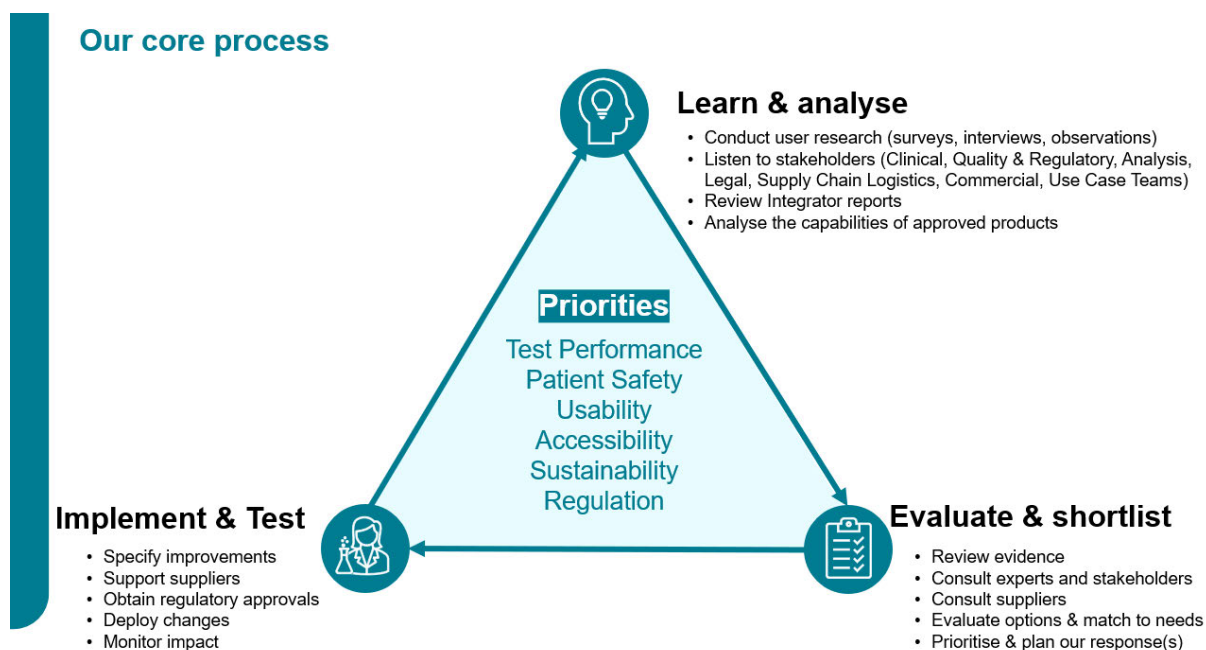 Our core process
Learn & analyse
• Conduct user research (surveys, interviews, observations)
• Listen to stakeholders (Clinical, Quality & Regulatory, Analysis,
Legal, Supply Chain Logistics, Commercial, Use Case Teams)
• Review Integrator reports
• Analyse the capabilities of approved products
Priorities
Test Performance
Patient Safety
Usability
Accessibility
Sustainability
Regulation
Implement & Test
• Specify improvements
• Support suppliers
• Obtain regulatory approvals
• Deploy changes
• Monitor impact
Evaluate & shortlist
• Review evidence
• Consult experts and stakeholders
• Consult suppliers
• Evaluate options & match to needs
• Prioritise & plan our response(s)